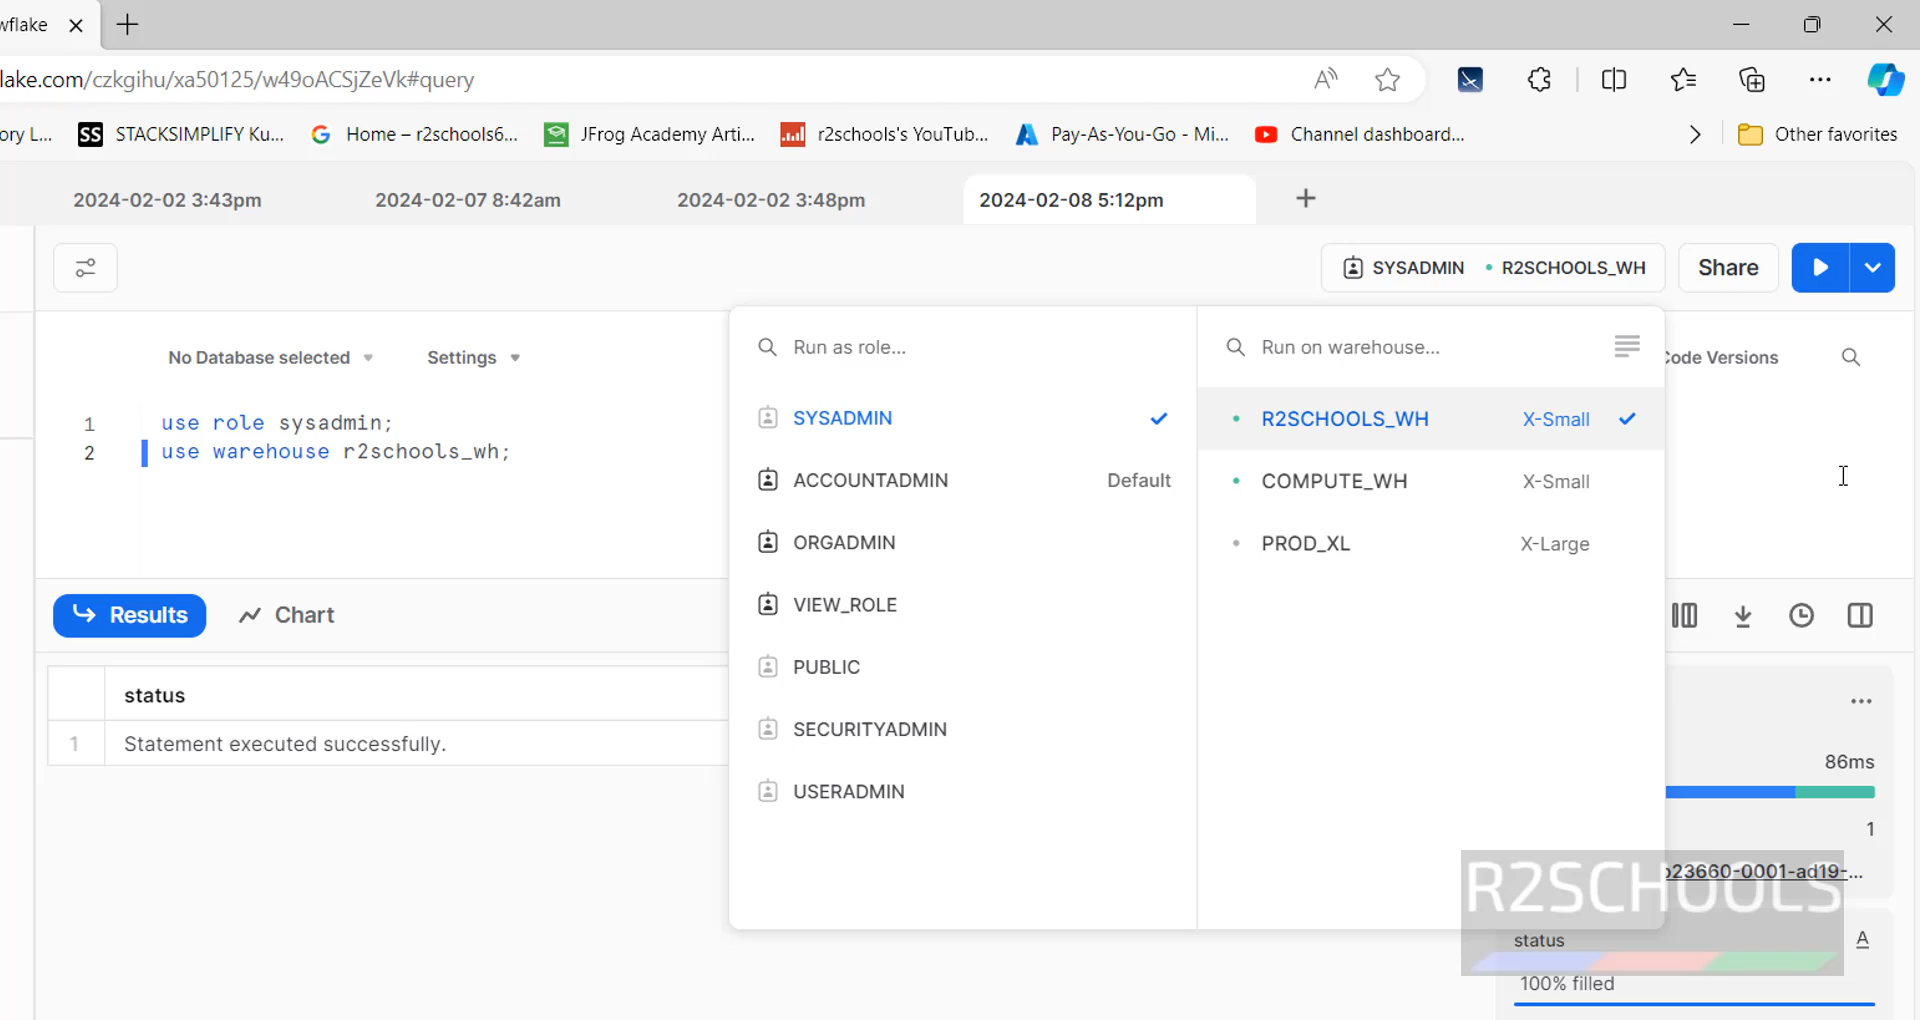 wflake
lake.com/czkgihu/xa50125/w49oACSjZeVk#query
ory L...
SS STACKSIMPLIFY Ku...
Home – r2schools6...
JFrog Academy Arti...
r2schools's YouTub...
Pay-As-You-Go - Mi...
Channel dashboard...
Other favorites
2024-02-02 3:43pm
2024-02-07 8:42am
2024-02-02 3:48pm
2024-02-08 5:12pm
SYSADMIN
R2SCHOOLS_WH
Share
No Database selected
Settings
Run as role...
Run on warehouse...
Code Versions
1 use role sysadmin;
2 use warehouse r2schools_wh;
SYSADMIN
ACCOUNTADMIN Default
ORGADMIN
VIEW_ROLE
PUBLIC
SECURITYADMIN
USERADMIN
R2SCHOOLS_WH X-Small
COMPUTE_WH X-Small
PROD_XL X-Large
Results
Chart
status
1 Statement executed successfully.
86ms
1
b23660-0001-ad19-...
R2SCHOOLS
status
A
100% filled